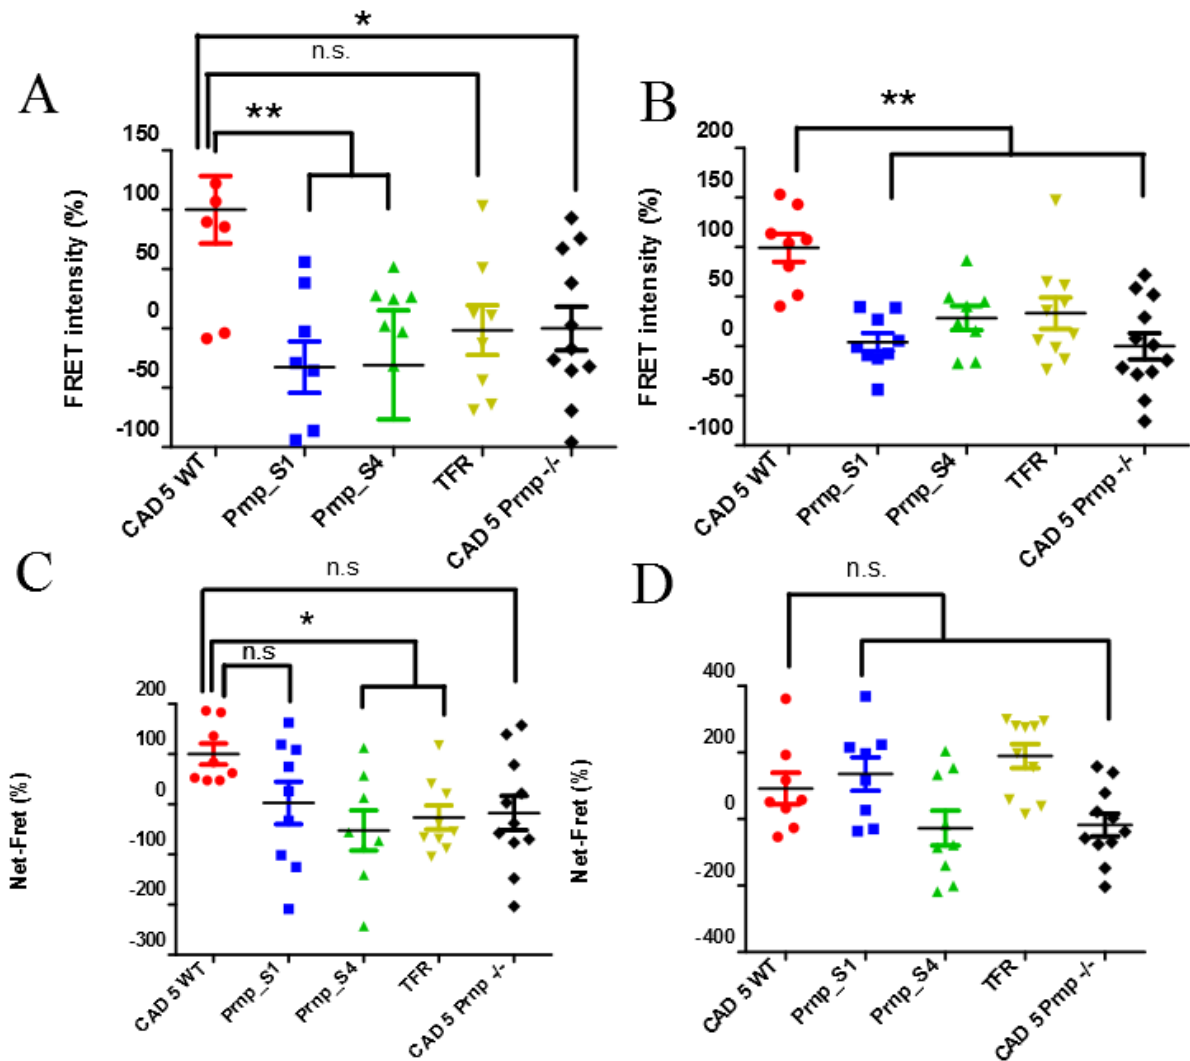 A
*
n.s.
**
FRET intensity (%)
150
100
50
0
-50
-100
CAD 5 WT
Prnp_S1
Prnp_S4
TFR
CAD 5 Prnp -/-
B
**
FRET intensity (%)
200
150
100
50
0
-50
-100
CAD 5 WT
Prnp_S1
Prnp_S4
TFR
CAD 5 Prnp -/-
C
n.s
*
n.s
Net-Fret (%)
200
100
0
-100
-200
-300
CAD 5 WT
Prnp_S1
Prnp_S4
TFR
CAD 5 Prnp -/-
D
n.s.
Net-Fret (%)
400
200
0
-200
-400
CAD 5 WT
Prnp_S1
Prnp_S4
TFR
CAD 5 Prnp -/-